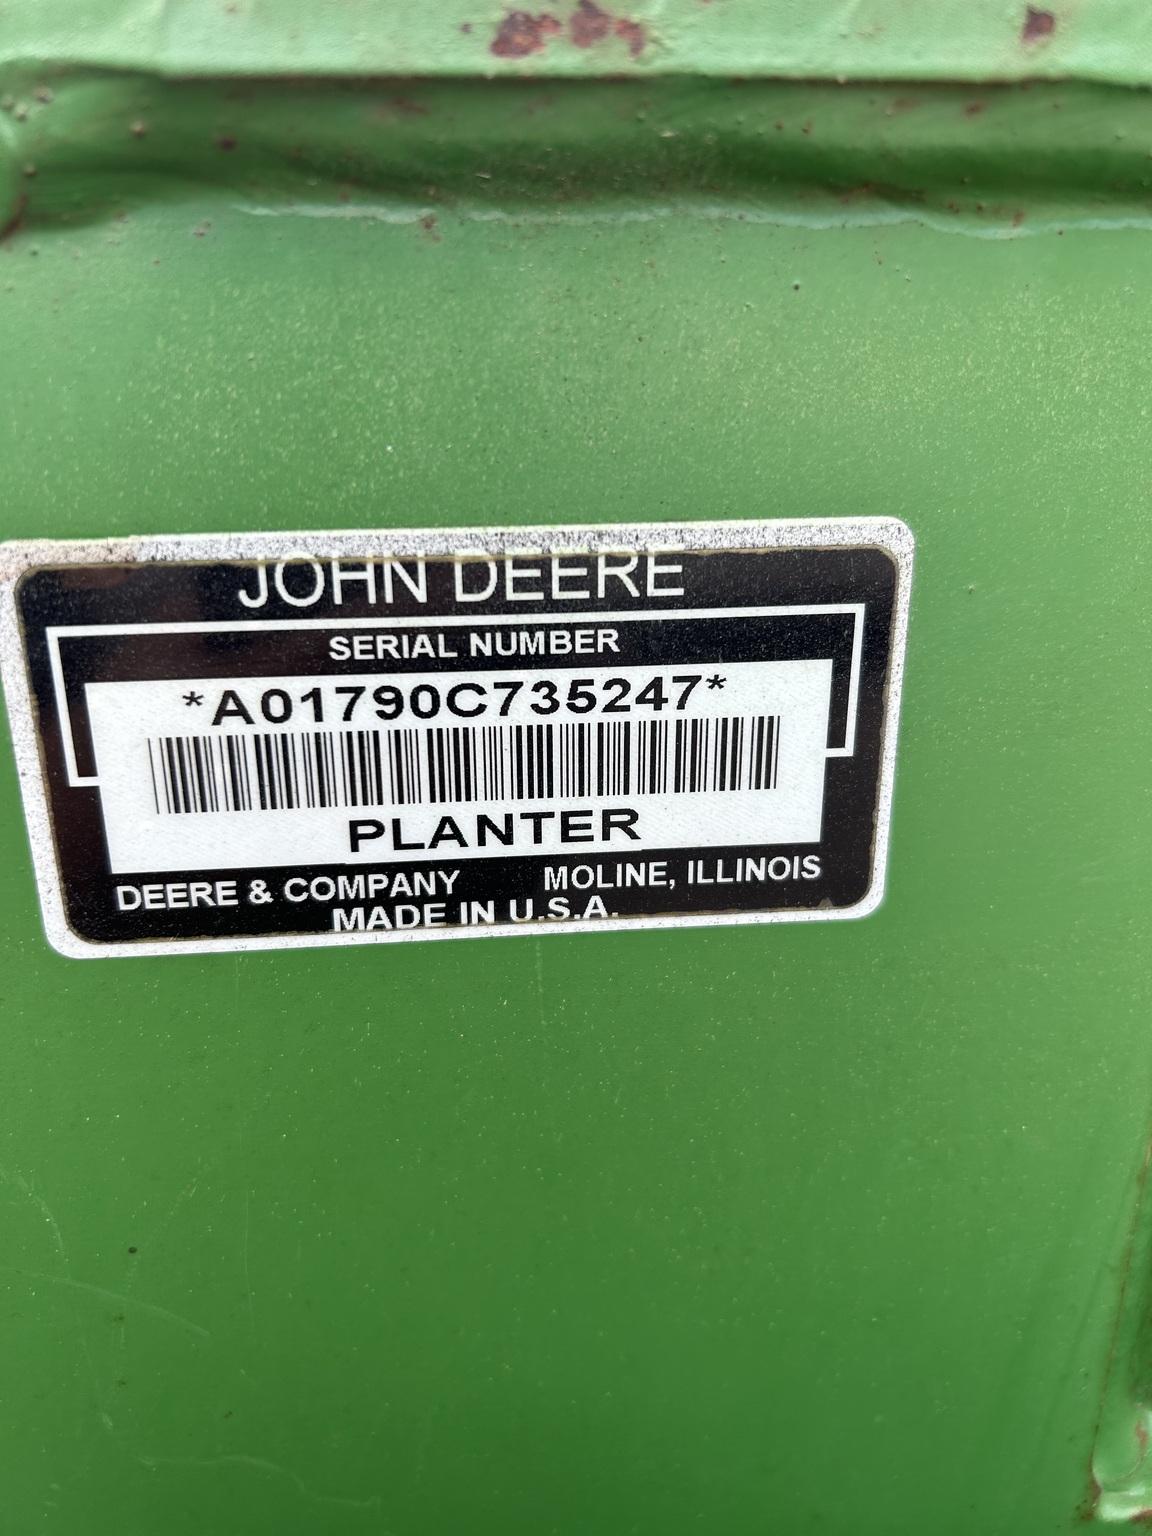 JOHN DEERE
SERIAL NUMBER
*A01790C735247*
PLANTER
DEERE & COMPANY MOLINE, ILLINOIS
MADE IN U.S.A.